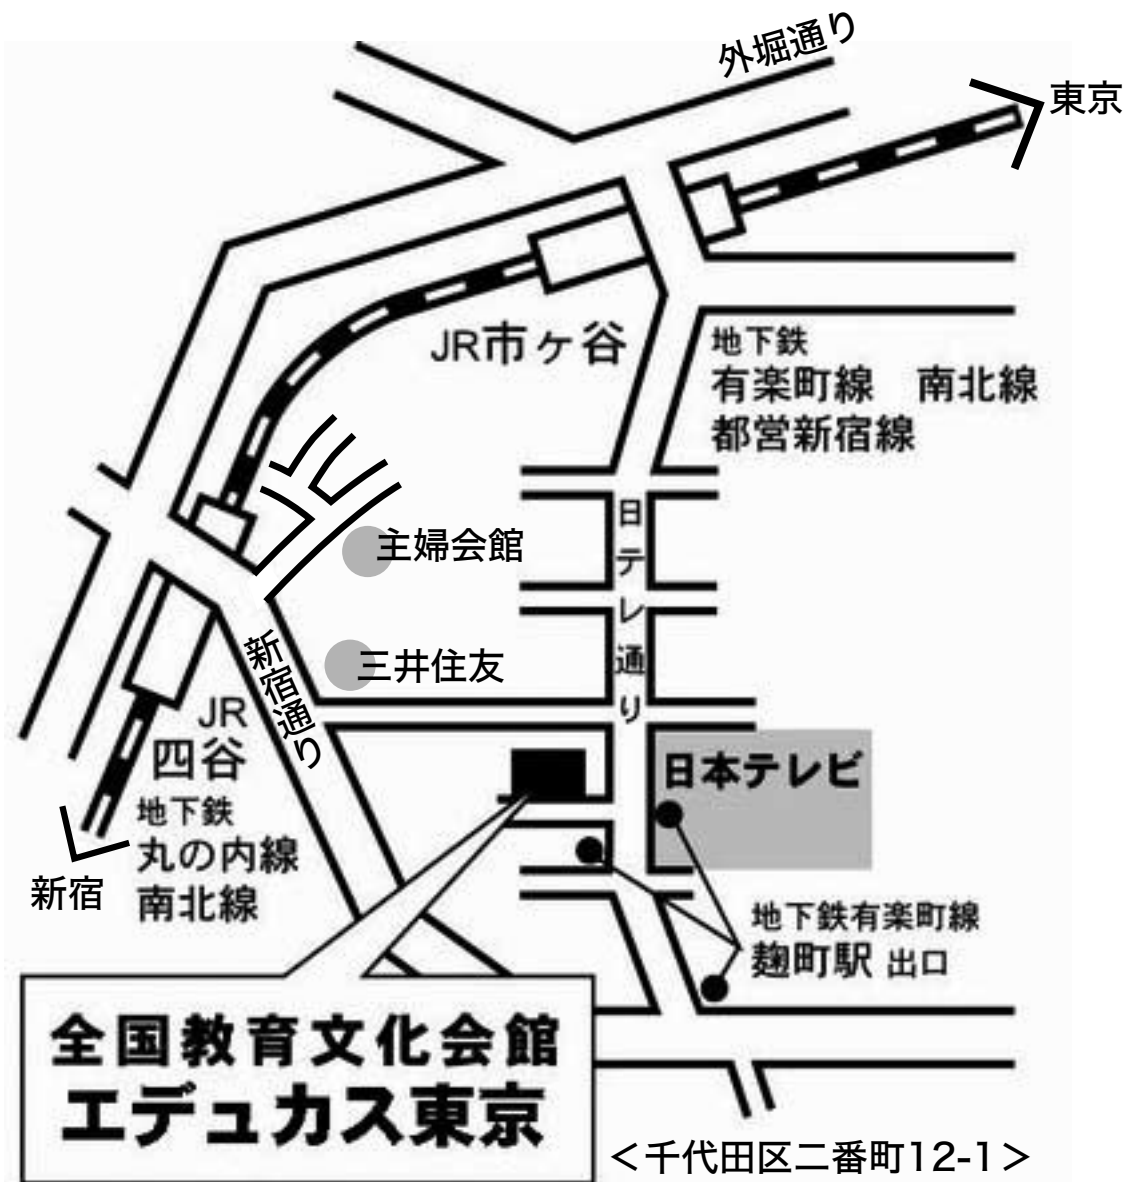 外堀通り
東京
JR市ヶ谷
地下鉄
有楽町線　南北線
都営新宿線
日テレ通り
主婦会館
三井住友
新宿通り
JR
四谷
地下鉄
丸の内線
南北線
新宿
日本テレビ
地下鉄有楽町線
麹町駅 出口
全国教育文化会館
エデュカス東京
＜千代田区二番町12-1＞